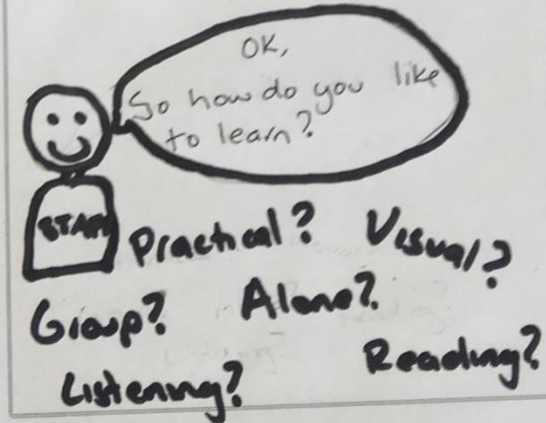 OK,
So how do you like
to learn?
STAFF
Practical? Visual?
Group? Alone?
Reading?
Listening?